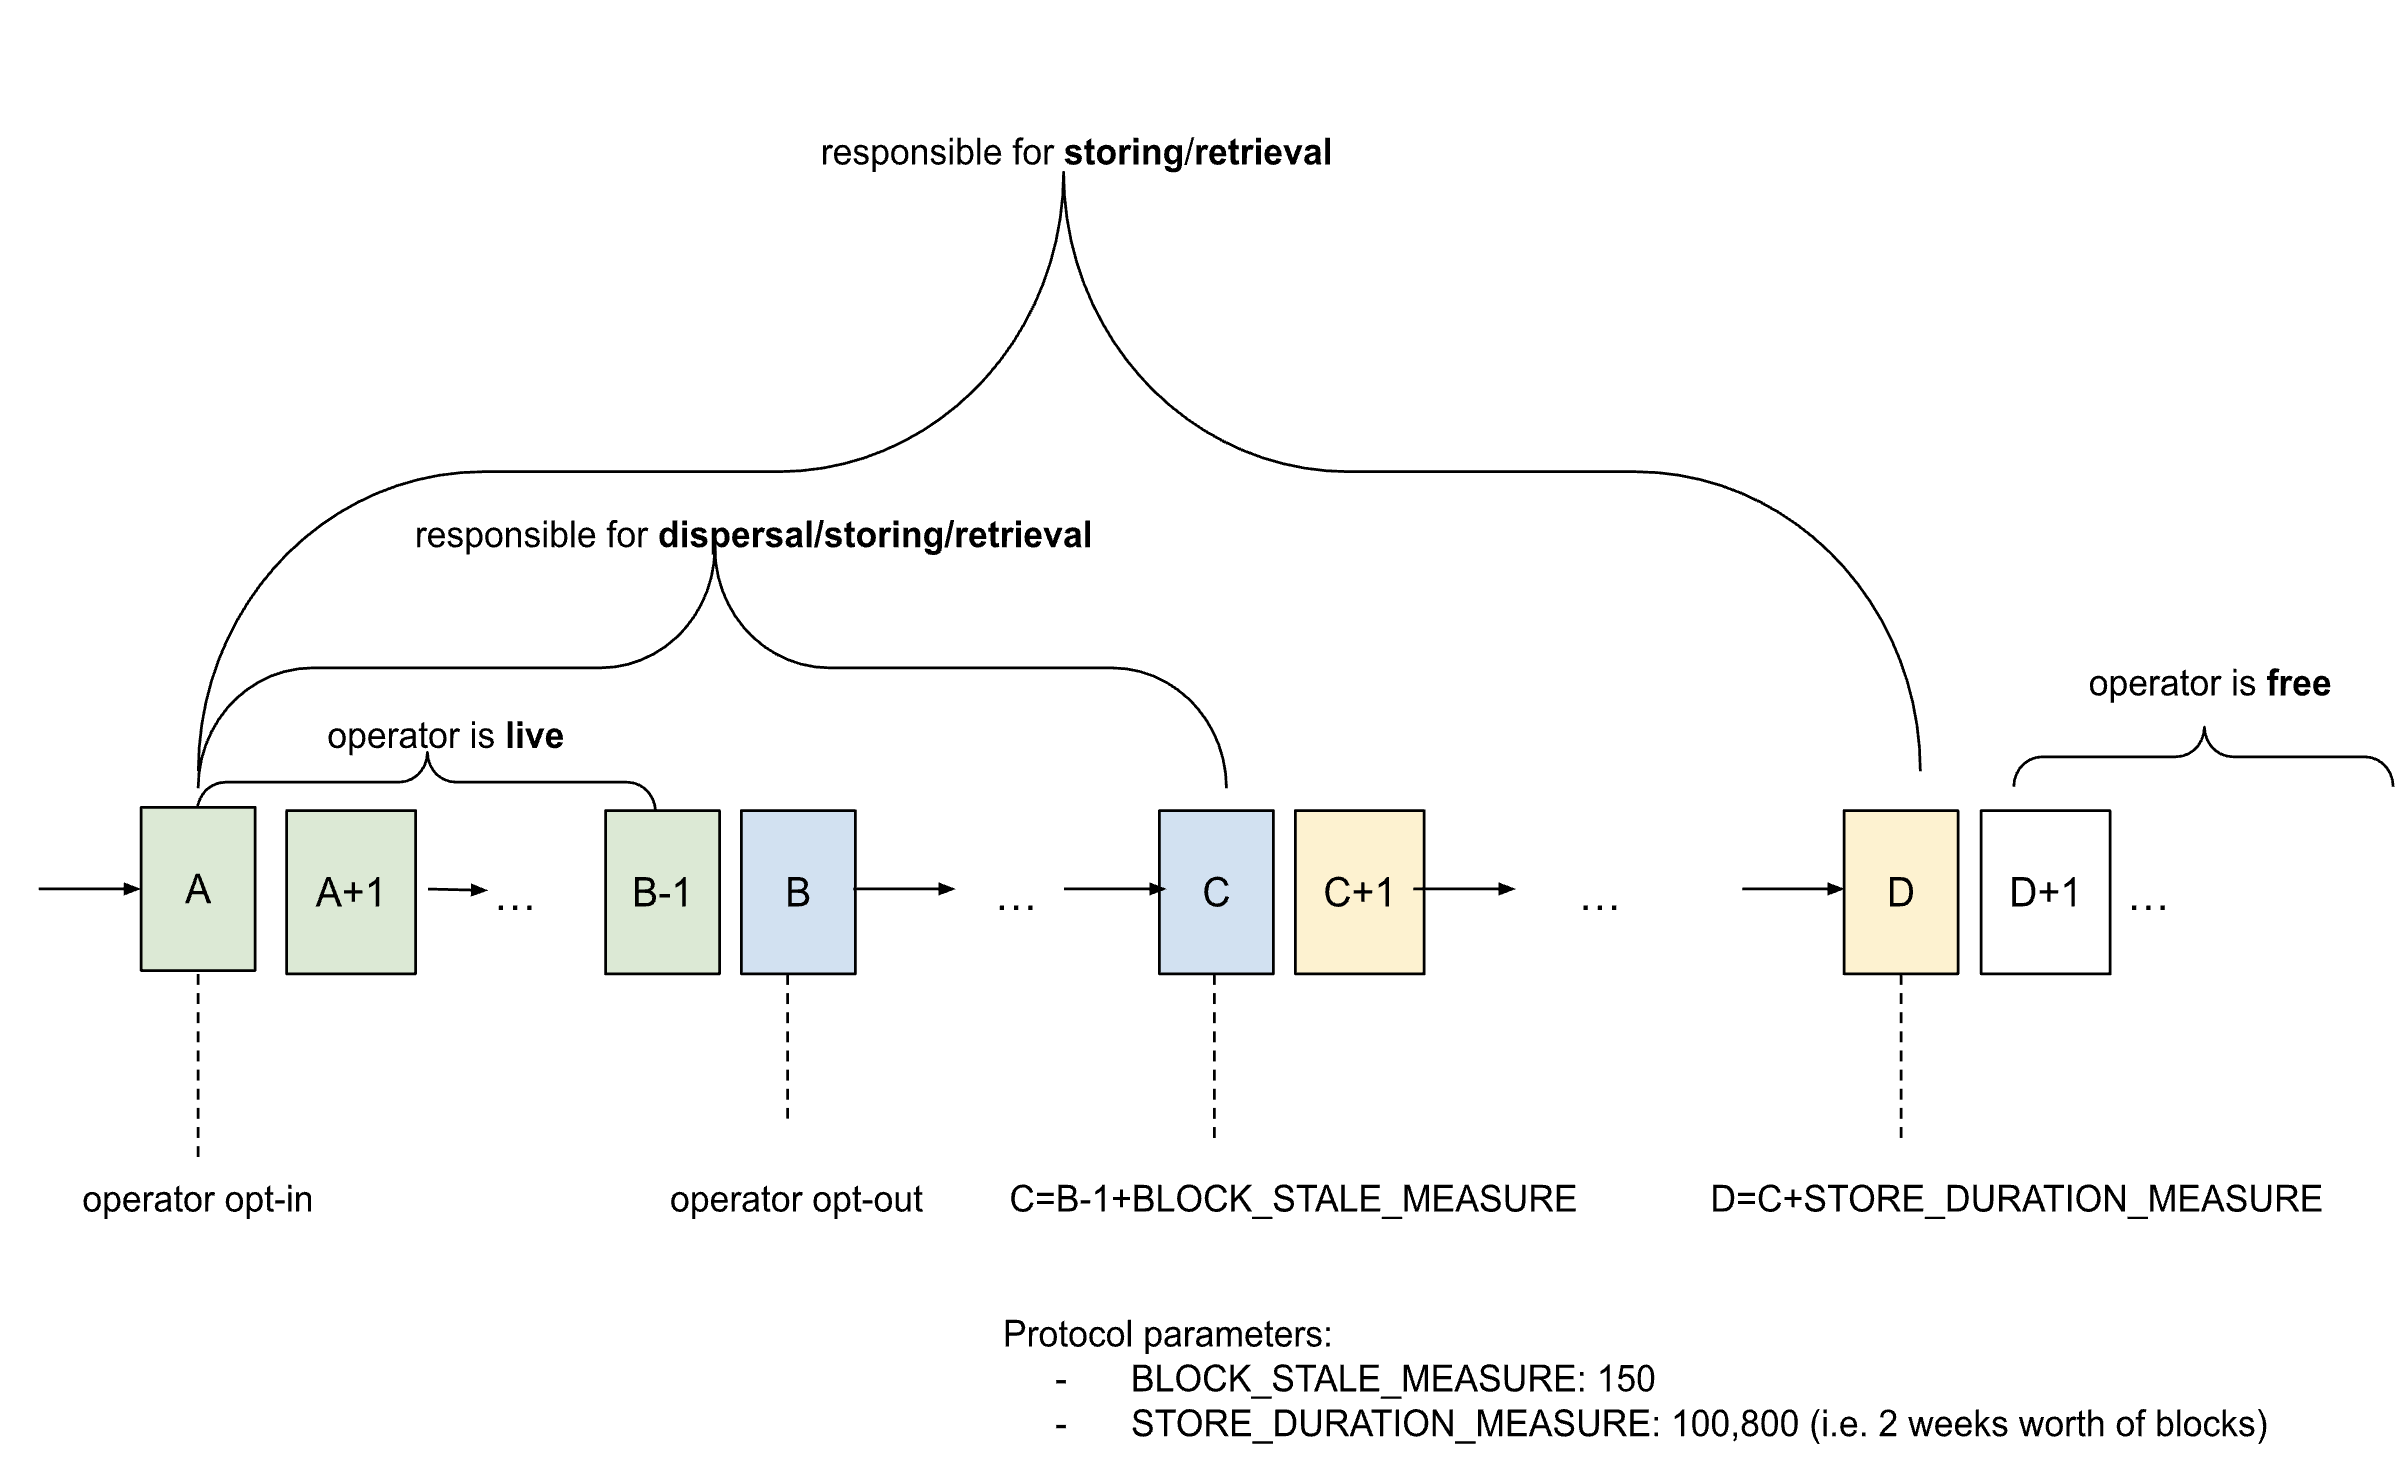 responsible for storing/retrieval
responsible for dispersal/storing/retrieval
operator is free
operator is live
A
A+1
...
B-1
B
...
C
C+1
...
D
D+1
...
operator opt-in
operator opt-out
C=B-1+BLOCK_STALE_MEASURE
D=C+STORE_DURATION_MEASURE
Protocol parameters:
- BLOCK_STALE_MEASURE: 150
- STORE_DURATION_MEASURE: 100,800 (i.e. 2 weeks worth of blocks)